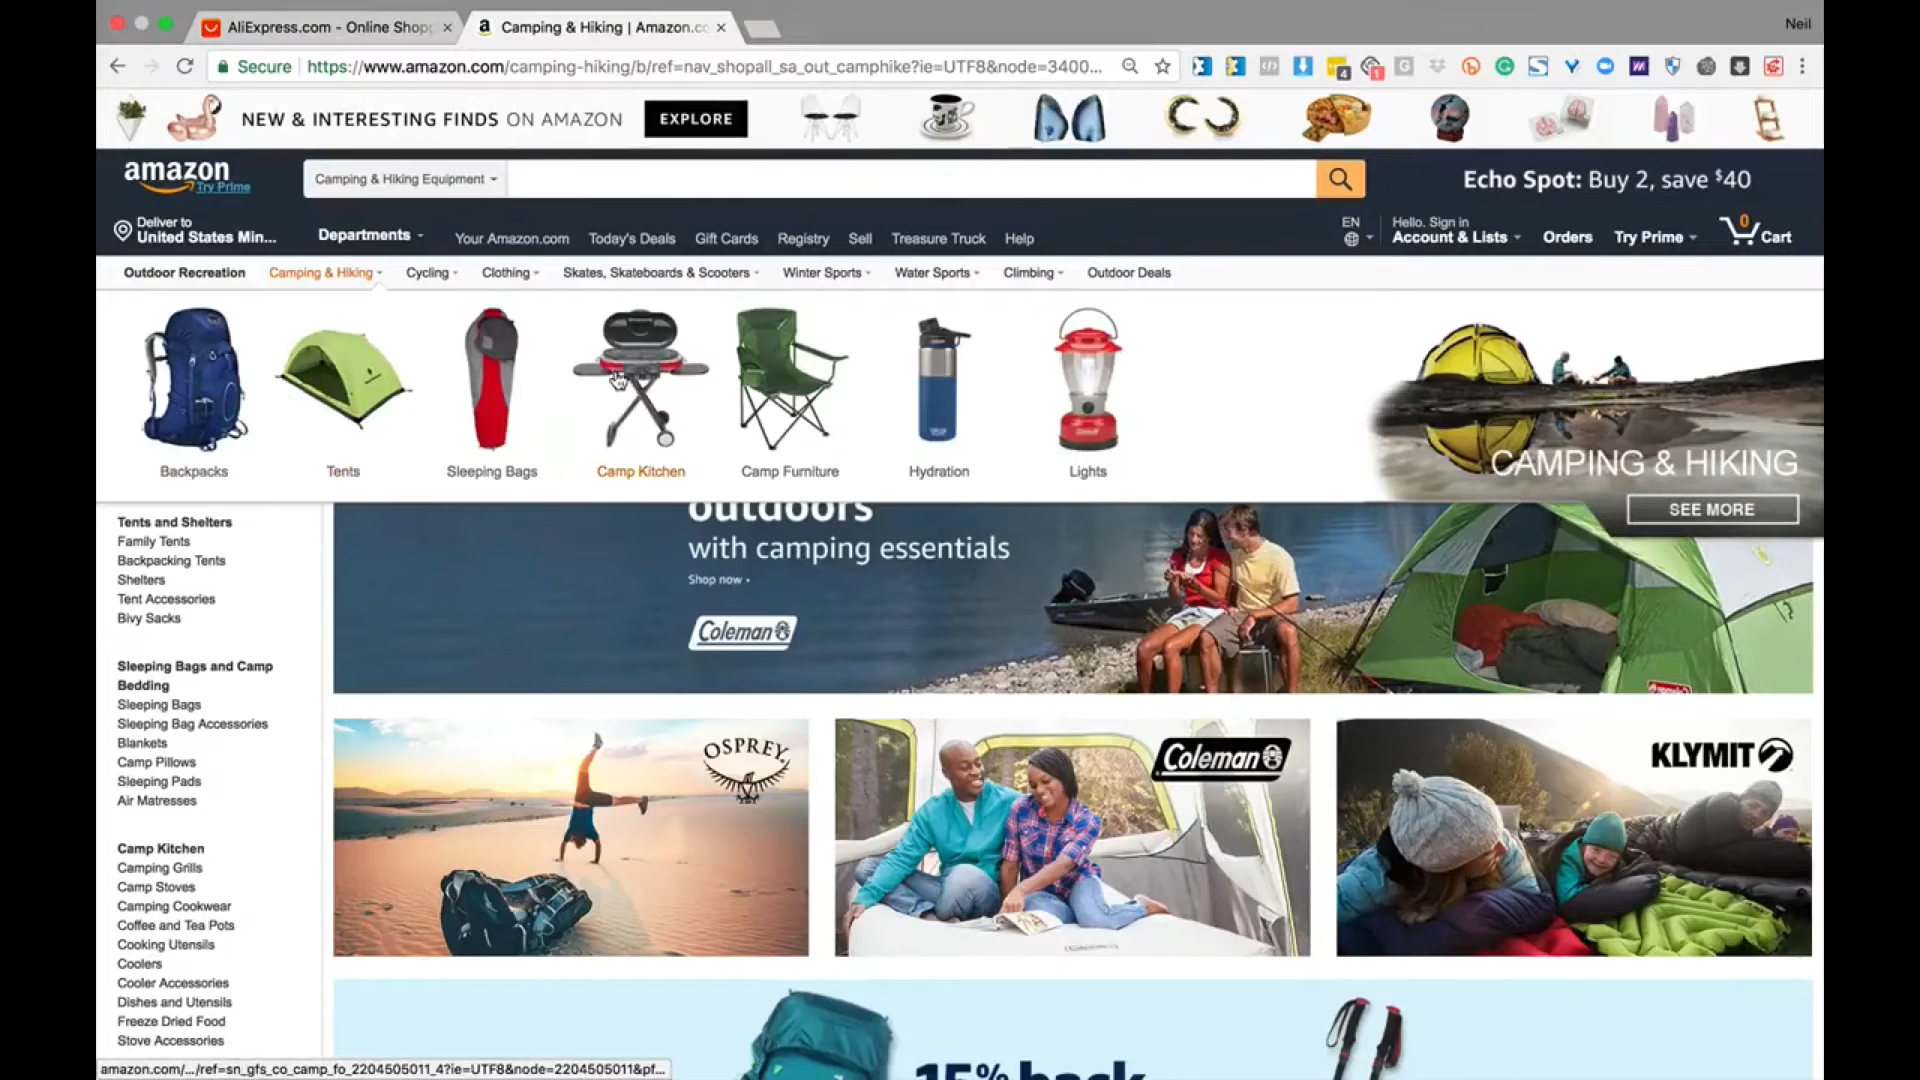 AliExpress.com - Online Shop
Camping & Hiking | Amazon.co
Neil
Secure
https://www.amazon.com/camping-hiking/b/ref=nav_shopall_sa_out_camphike?ie=UTF8&node=3400...
NEW & INTERESTING FINDS ON AMAZON
EXPLORE
amazon
Try Prime
Camping & Hiking Equipment
Echo Spot: Buy 2, save $40
Deliver to
United States Min...
Departments
Your Amazon.com
Today's Deals
Gift Cards
Registry
Sell
Treasure Truck
Help
EN
Hello. Sign in
Account & Lists
Orders
Try Prime
0
Cart
Outdoor Recreation
Camping & Hiking
Cycling
Clothing
Skates, Skateboards & Scooters
Winter Sports
Water Sports
Climbing
Outdoor Deals
Backpacks
Tents
Sleeping Bags
Camp Kitchen
Camp Furniture
Hydration
Lights
CAMPING & HIKING
SEE MORE
outdoors
with camping essentials
Shop now
Coleman
Tents and Shelters
Family Tents
Backpacking Tents
Shelters
Tent Accessories
Bivy Sacks
Sleeping Bags and Camp
Bedding
Sleeping Bags
Sleeping Bag Accessories
Blankets
Camp Pillows
Sleeping Pads
Air Matresses
Camp Kitchen
Camping Grills
Camp Stoves
Camping Cookwear
Coffee and Tea Pots
Cooking Utensils
Coolers
Cooler Accessories
Dishes and Utensils
Freeze Dried Food
Stove Accessories
OSPREY
Coleman
KLYMIT
15% back
amazon.com/.../ref=sn_gfs_co_camp_fo_2204505011_4?ie=UTF8&node=2204505011&pf...